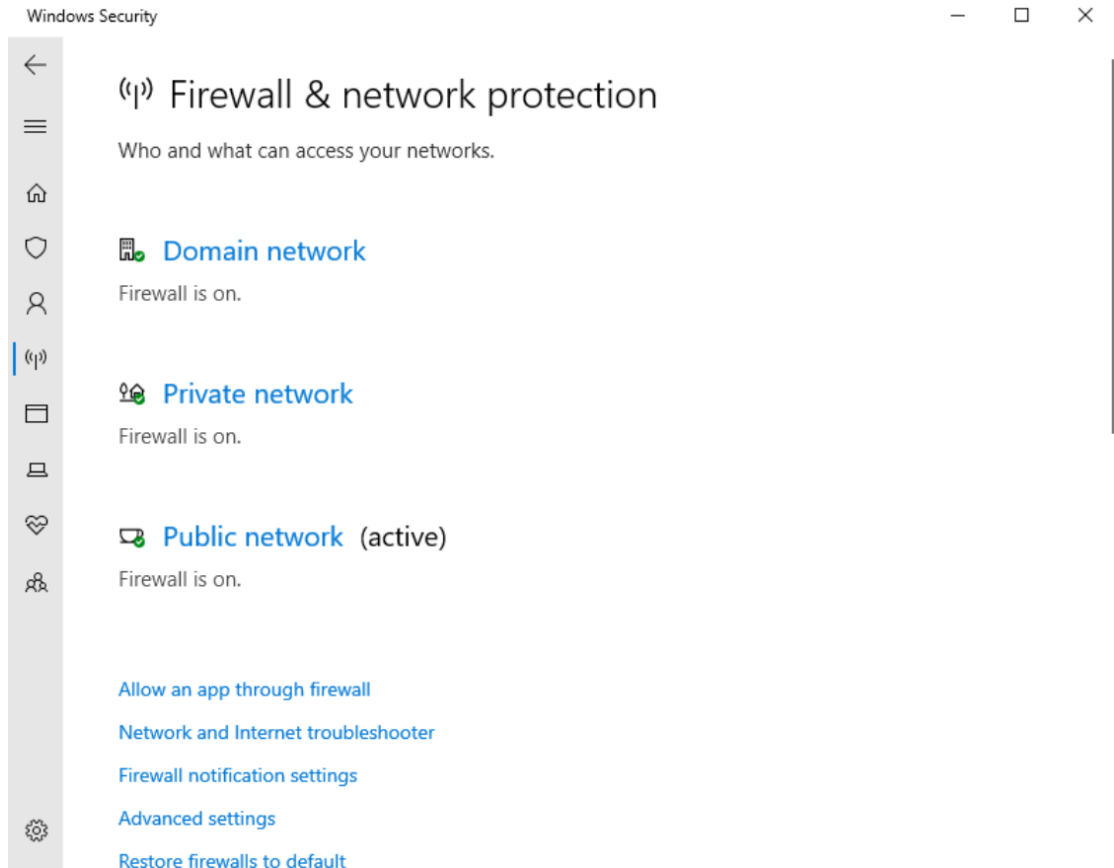 Windows Security
Firewall & network protection
Who and what can access your networks.
Domain network
Firewall is on.
Private network
Firewall is on.
Public network (active)
Firewall is on.
Allow an app through firewall
Network and Internet troubleshooter
Firewall notification settings
Advanced settings
Restore firewalls to default